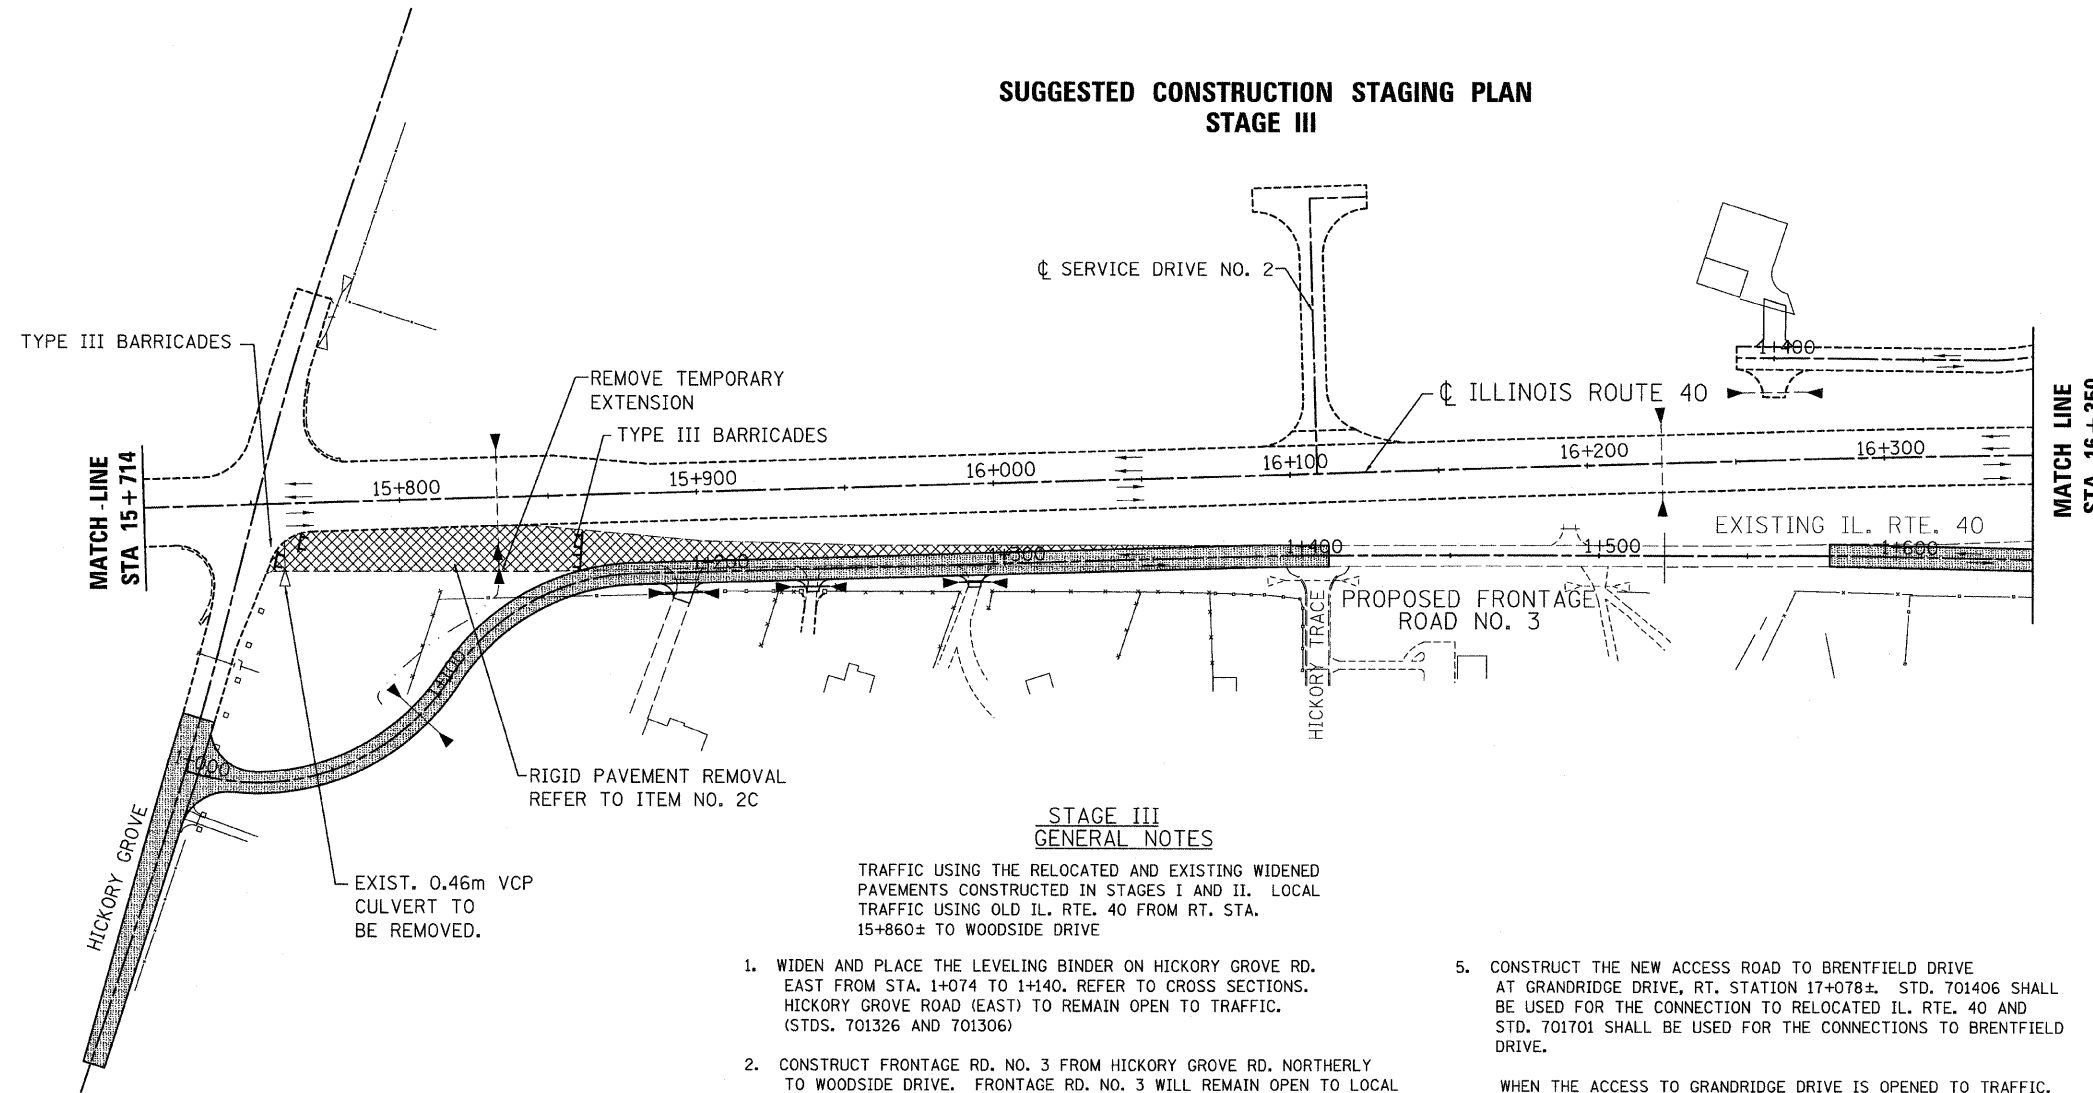 SUGGESTED CONSTRUCTION STAGING PLAN
STAGE III
℄ SERVICE DRIVE NO. 2
TYPE III BARRICADES
1+400
REMOVE TEMPORARY
EXTENSION
℄ ILLINOIS ROUTE 40
TYPE III BARRICADES
MATCH-LINE
STA 15+714
MATCH LINE
STA 16+350
15+800
15+900
16+000
16+100
16+200
16+300
EXISTING IL. RTE. 40
1+200
1+300
1+400
1+500
1+600
PROPOSED FRONTAGE
ROAD NO. 3
HICKORY TRACE
RIGID PAVEMENT REMOVAL
REFER TO ITEM NO. 2C
HICKORY GROVE
EXIST. 0.46m VCP
CULVERT TO
BE REMOVED.
STAGE III
GENERAL NOTES
TRAFFIC USING THE RELOCATED AND EXISTING WIDENED
PAVEMENTS CONSTRUCTED IN STAGES I AND II. LOCAL
TRAFFIC USING OLD IL. RTE. 40 FROM RT. STA.
15+860± TO WOODSIDE DRIVE
1. WIDEN AND PLACE THE LEVELING BINDER ON HICKORY GROVE RD.
EAST FROM STA. 1+074 TO 1+140. REFER TO CROSS SECTIONS.
HICKORY GROVE ROAD (EAST) TO REMAIN OPEN TO TRAFFIC.
(STDS. 701326 AND 701306)
2. CONSTRUCT FRONTAGE RD. NO. 3 FROM HICKORY GROVE RD. NORTHERLY
TO WOODSIDE DRIVE. FRONTAGE RD. NO. 3 WILL REMAIN OPEN TO LOCAL
5. CONSTRUCT THE NEW ACCESS ROAD TO BRENTFIELD DRIVE
AT GRANDRIDGE DRIVE, RT. STATION 17+078±. STD. 701406 SHALL
BE USED FOR THE CONNECTION TO RELOCATED IL. RTE. 40 AND
STD. 701701 SHALL BE USED FOR THE CONNECTIONS TO BRENTFIELD
DRIVE.
WHEN THE ACCESS TO GRANDRIDGE DRIVE IS OPENED TO TRAFFIC.